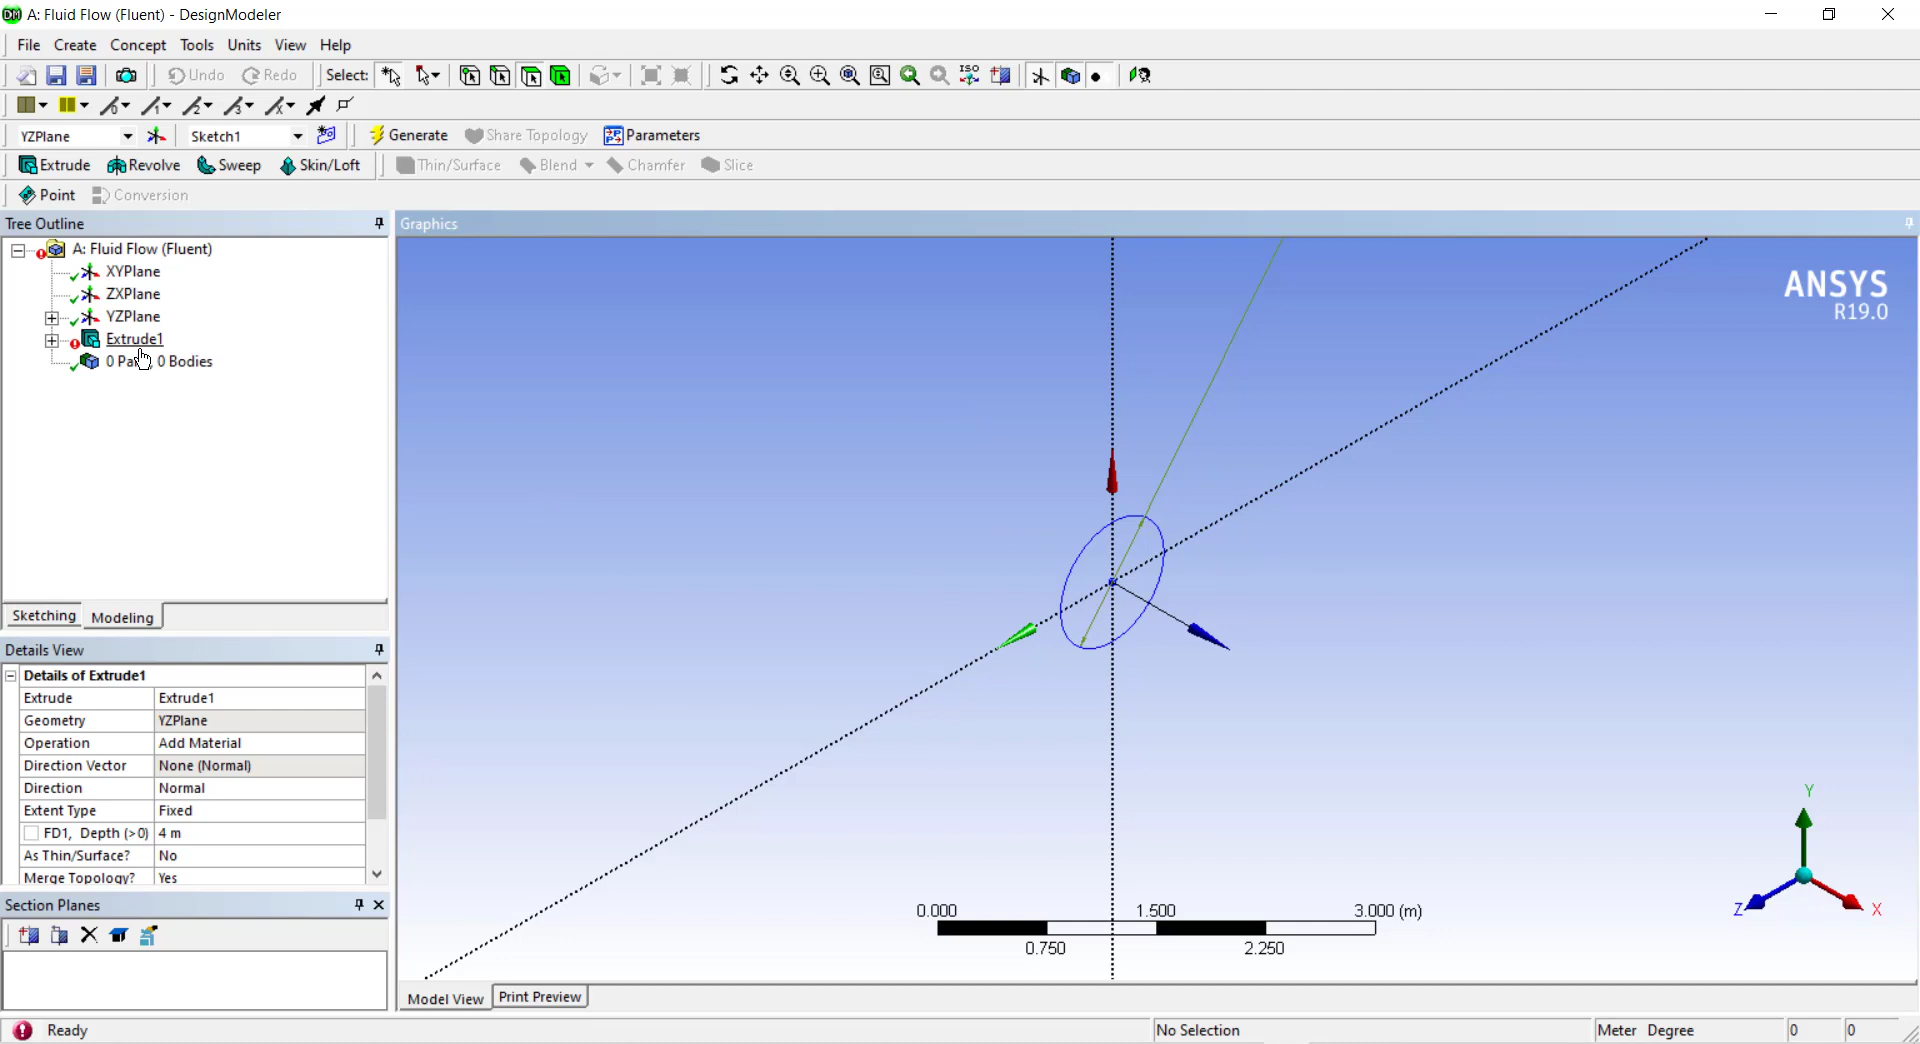 DM A: Fluid Flow (Fluent) - DesignModeler
File Create Concept Tools Units View Help
Undo Redo Select: ISO
YZPlane Sketch1 Generate Share Topology Parameters
Extrude Revolve Sweep Skin/Loft Thin/Surface Blend Chamfer Slice
Point Conversion
Tree Outline
A: Fluid Flow (Fluent)
XYPlane
ZXPlane
YZPlane
Extrude1
0 Pa 0 Bodies
Sketching Modeling
Details View
Details of Extrude1
Extrude Extrude1
Geometry YZPlane
Operation Add Material
Direction Vector None (Normal)
Direction Normal
Extent Type Fixed
FD1, Depth (>0) 4 m
As Thin/Surface? No
Merge Topology? Yes
Section Planes
Graphics
ANSYS
R19.0
0.000 1.500 3.000 (m)
0.750 2.250
Y
Z X
Model View Print Preview
Ready No Selection Meter Degree 0 0